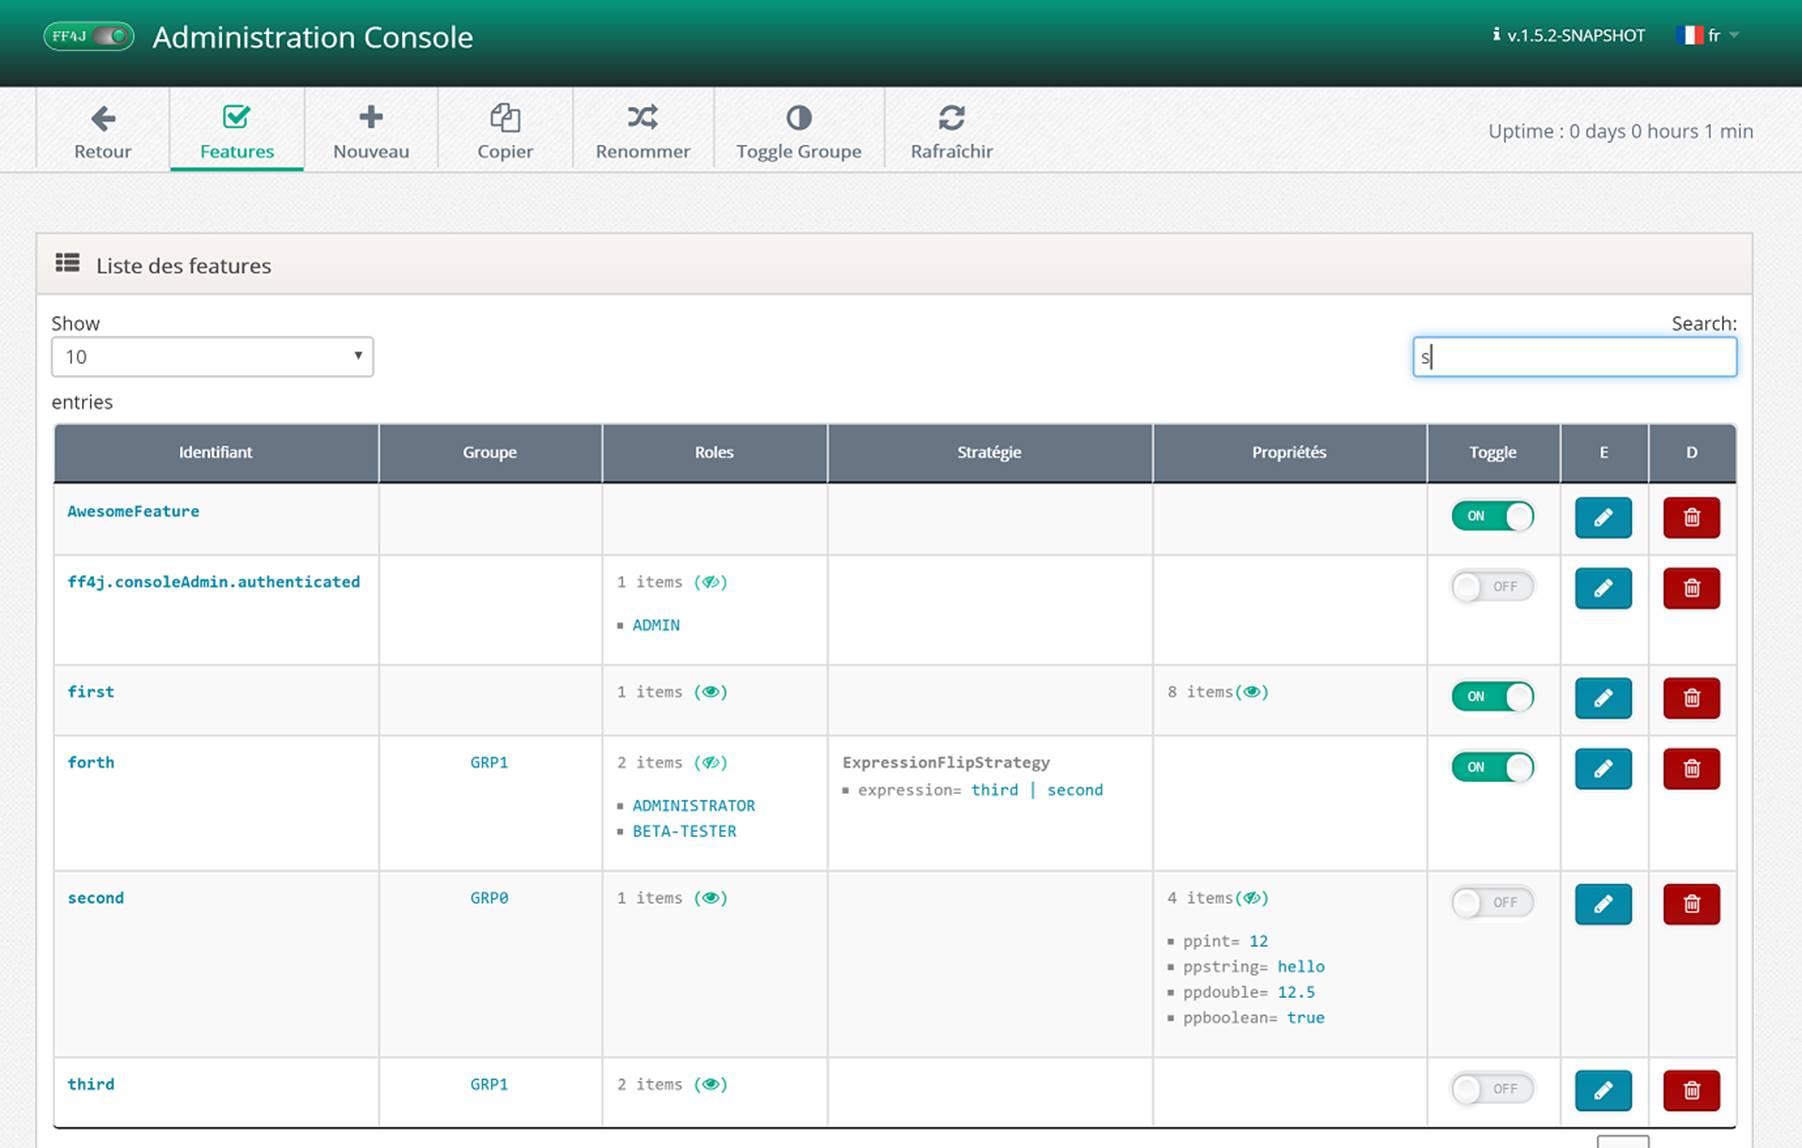 FF4J Administration Console
v.1.5.2-SNAPSHOT fr
Retour Features Nouveau Copier Renommer Toggle Groupe Rafraîchir
Uptime : 0 days 0 hours 1 min
Liste des features
Show Search:
10 s
entries
Identifiant Groupe Roles Stratégie Propriétés Toggle E D
AwesomeFeature ON
ff4j.consoleAdmin.authenticated 1 items () OFF
ADMIN
first 1 items () 8 items() ON
forth GRP1 2 items () ExpressionFlipStrategy ON
expression= third | second
ADMINISTRATOR
BETA-TESTER
second GRP0 1 items () 4 items() OFF
ppint= 12
ppstring= hello
ppdouble= 12.5
ppboolean= true
third GRP1 2 items () OFF